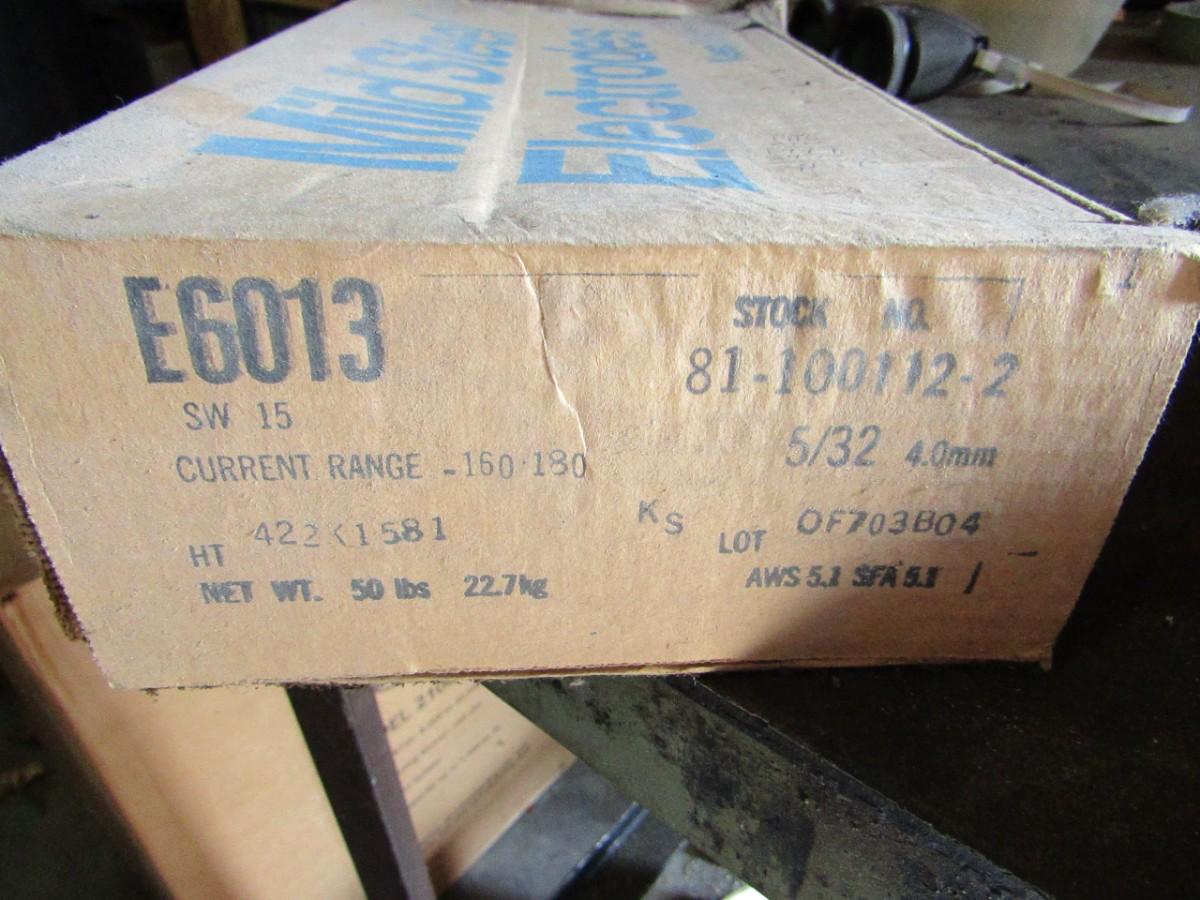 Mild Steel
Electrodes
E6013
STOCK NO.
81-100112-2
SW 15
5/32 4.0mm
CURRENT RANGE -160-180
KS
HT 422K1581
LOT OF703B04
NET WT. 50 lbs 22.7kg
AWS 5.1 SFA 5.1